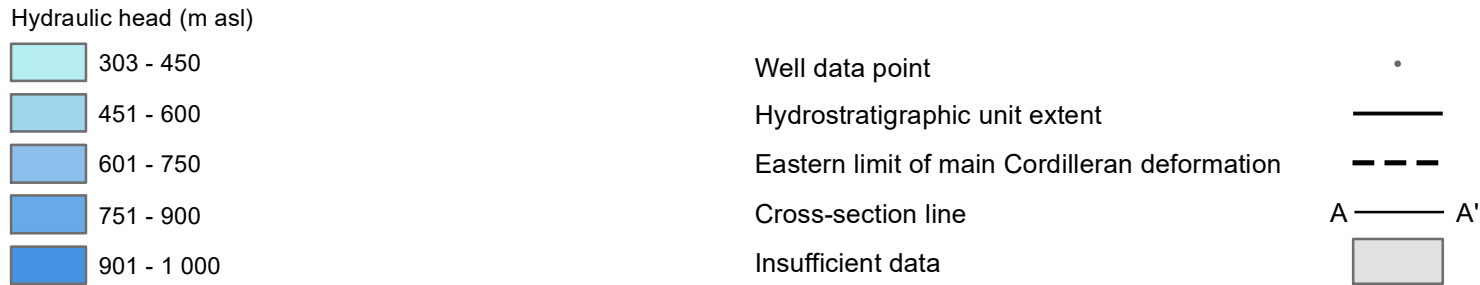 Hydraulic head (m asl)
303 - 450
451 - 600
601 - 750
751 - 900
901 - 1 000
Well data point
Hydrostratigraphic unit extent
Eastern limit of main Cordilleran deformation
Cross-section line
A A'
Insufficient data